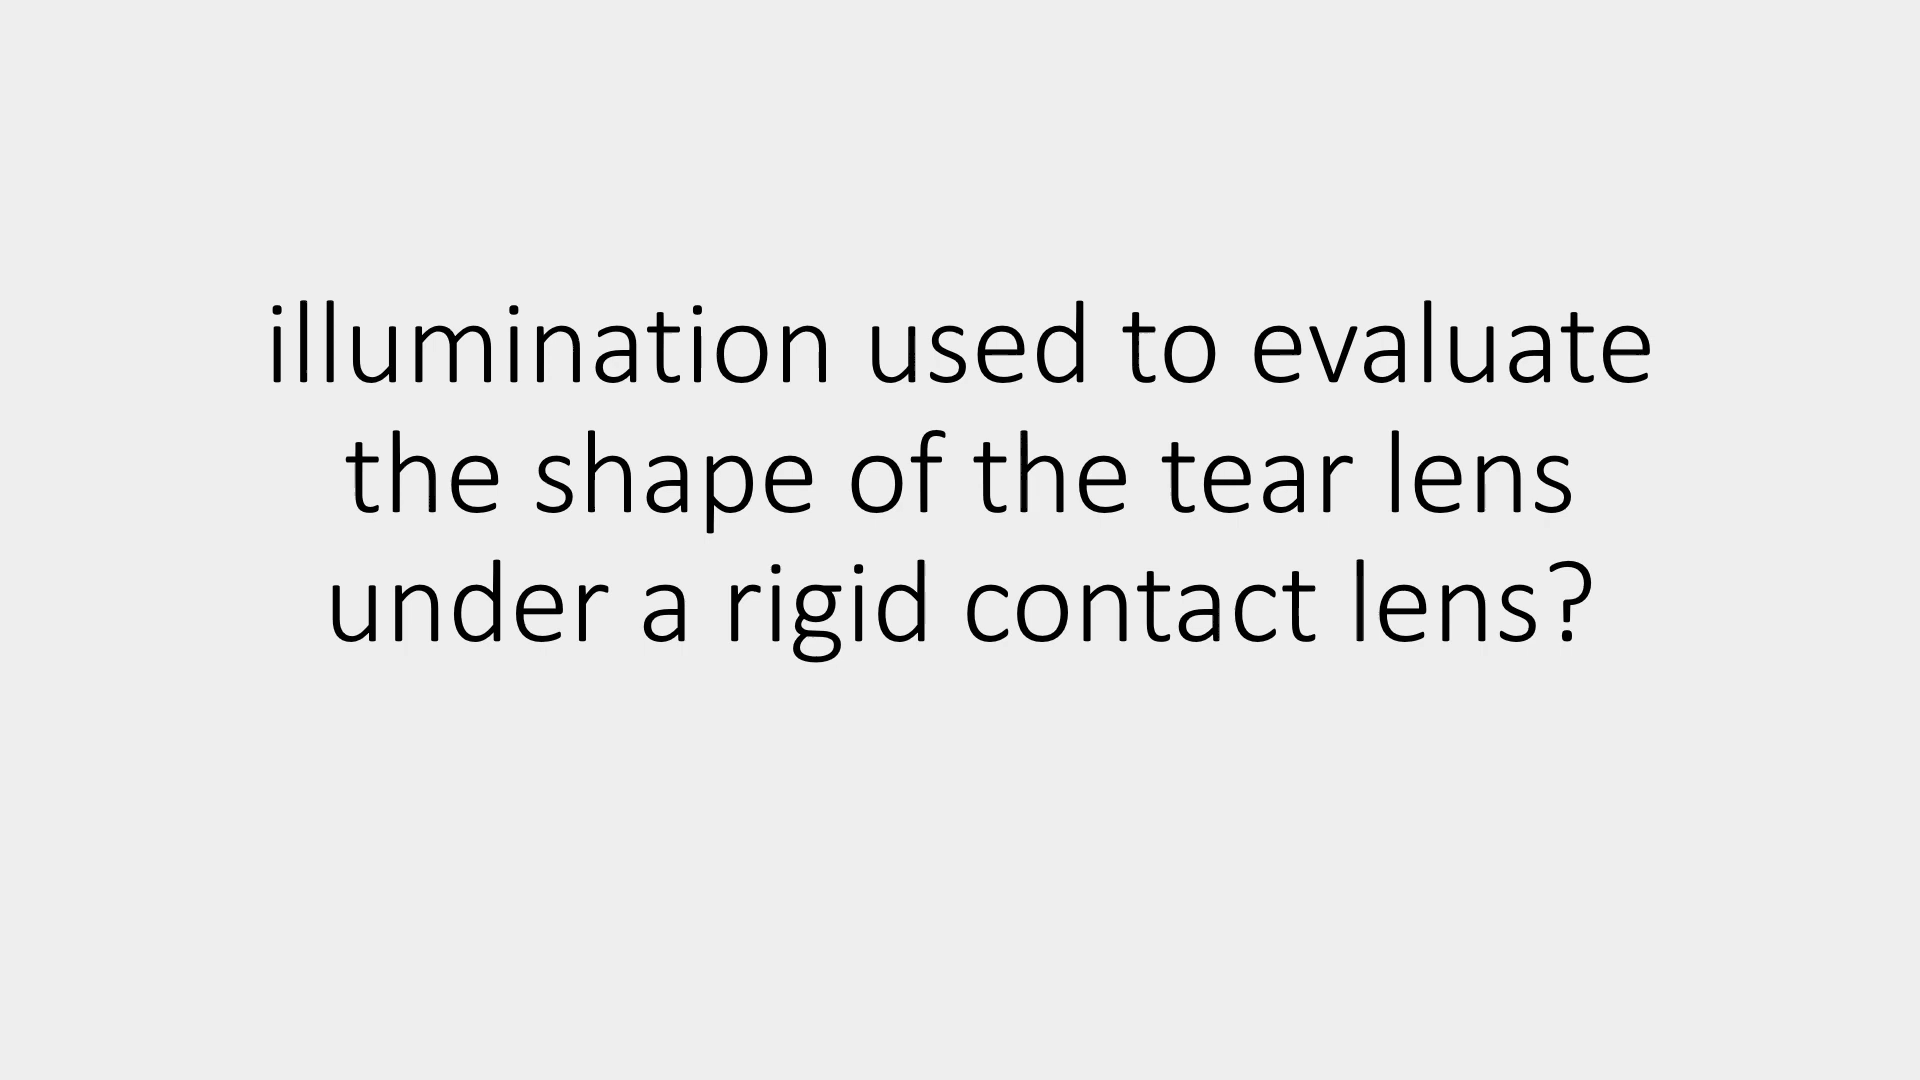 illumination used to evaluate
the shape of the tear lens
under a rigid contact lens?